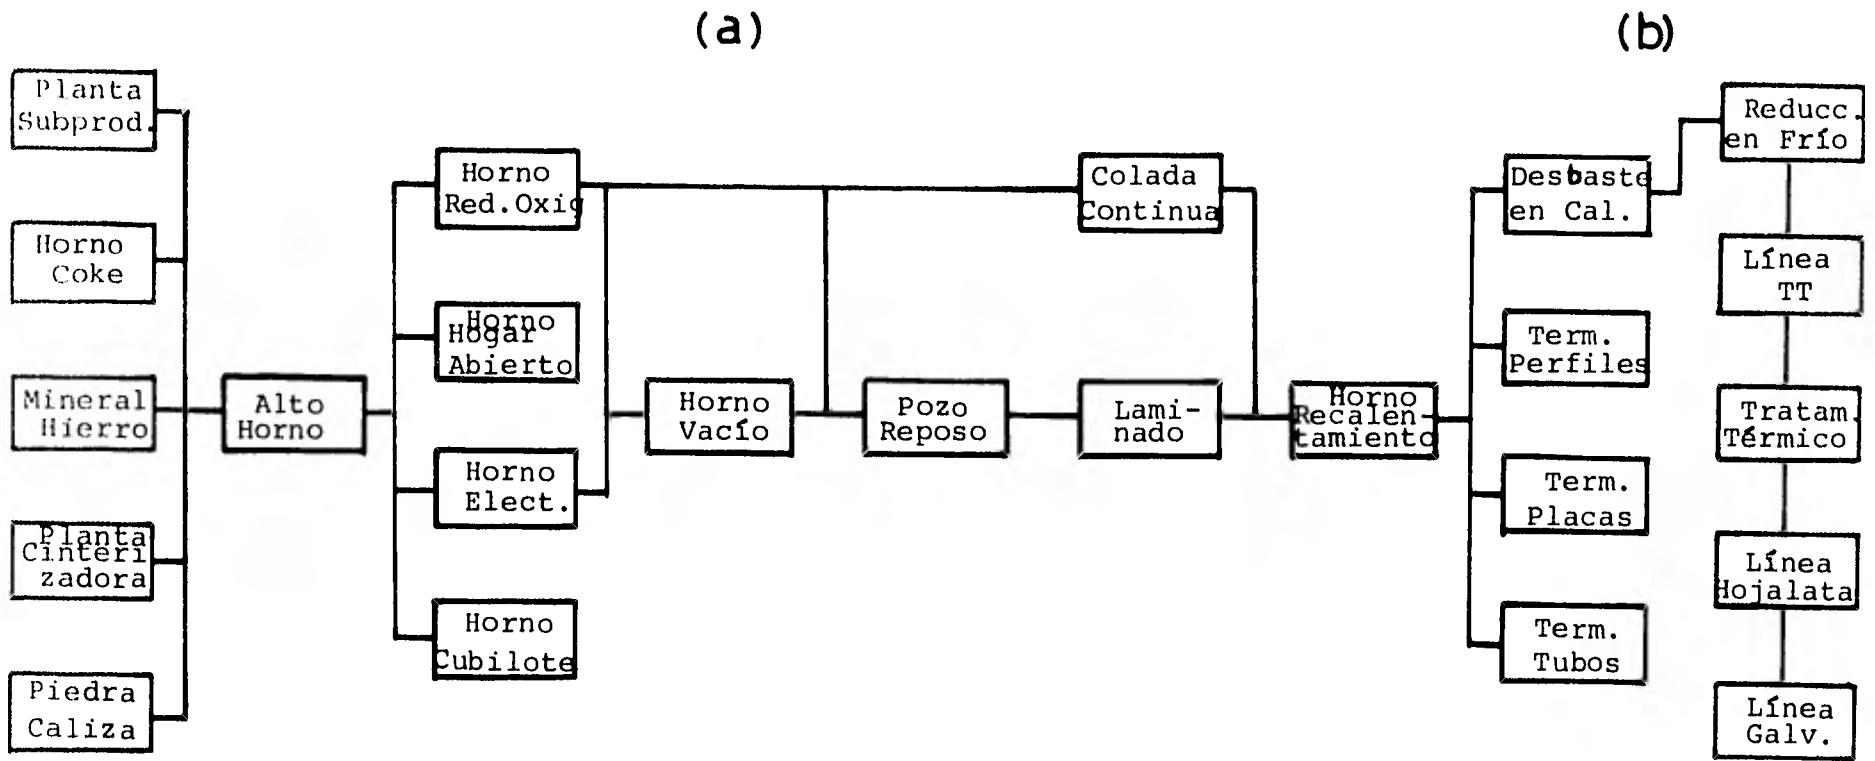 (a)
(b)
Planta
Subprod.
Horno
Coke
Mineral
Hierro
Planta
Cinteri
zadora
Piedra
Caliza
Alto
Horno
Horno
Red.Oxig
Horno
Hogar
Abierto
Horno
Elect.
Horno
Cubilote
Horno
Vacío
Pozo
Reposo
Colada
Continua
Lami-
nado
Horno
Recalen-
tamiento
Desbaste
en Cal.
Term.
Perfiles
Term.
Placas
Term.
Tubos
Reducc.
en Frío
Línea
TT
Tratam.
Térmico
Línea
Hojalata
Línea
Galv.